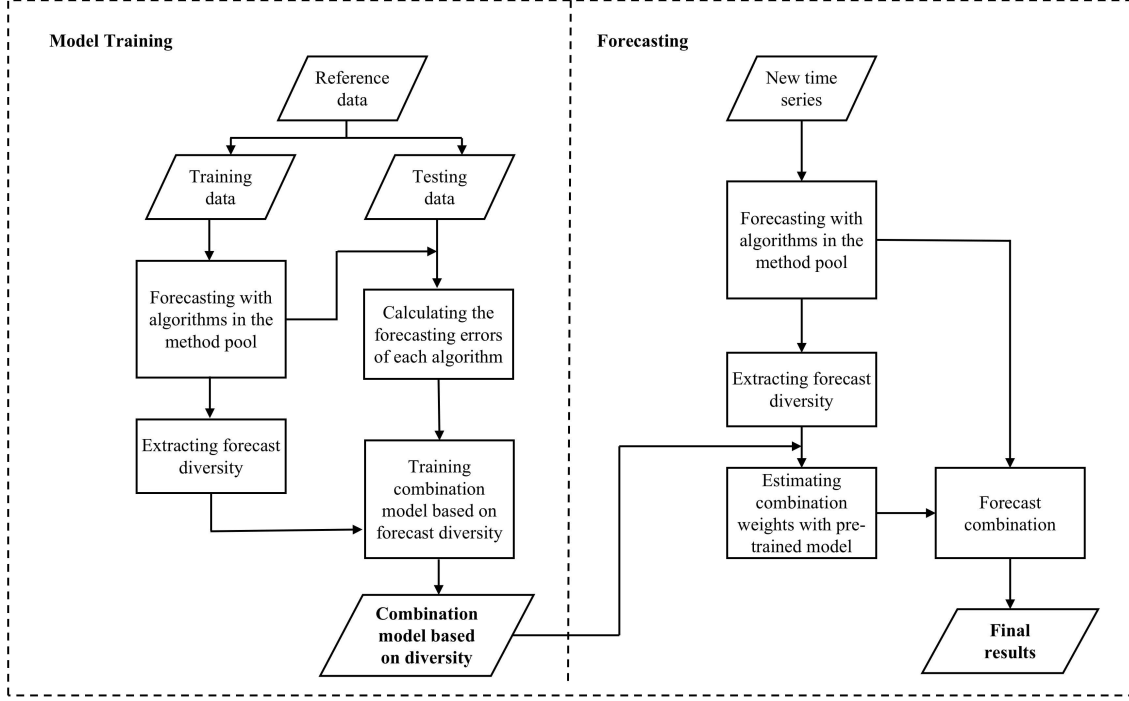 Model Training
Reference
data
Training
data
Testing
data
Forecasting with
algorithms in the
method pool
Calculating the
forecasting errors
of each algorithm
Extracting forecast
diversity
Training
combination
model based on
forecast diversity
Combination
model based
on diversity
Forecasting
New time
series
Forecasting with
algorithms in the
method pool
Extracting forecast
diversity
Estimating
combination
weights with pre-
trained model
Forecast
combination
Final
results